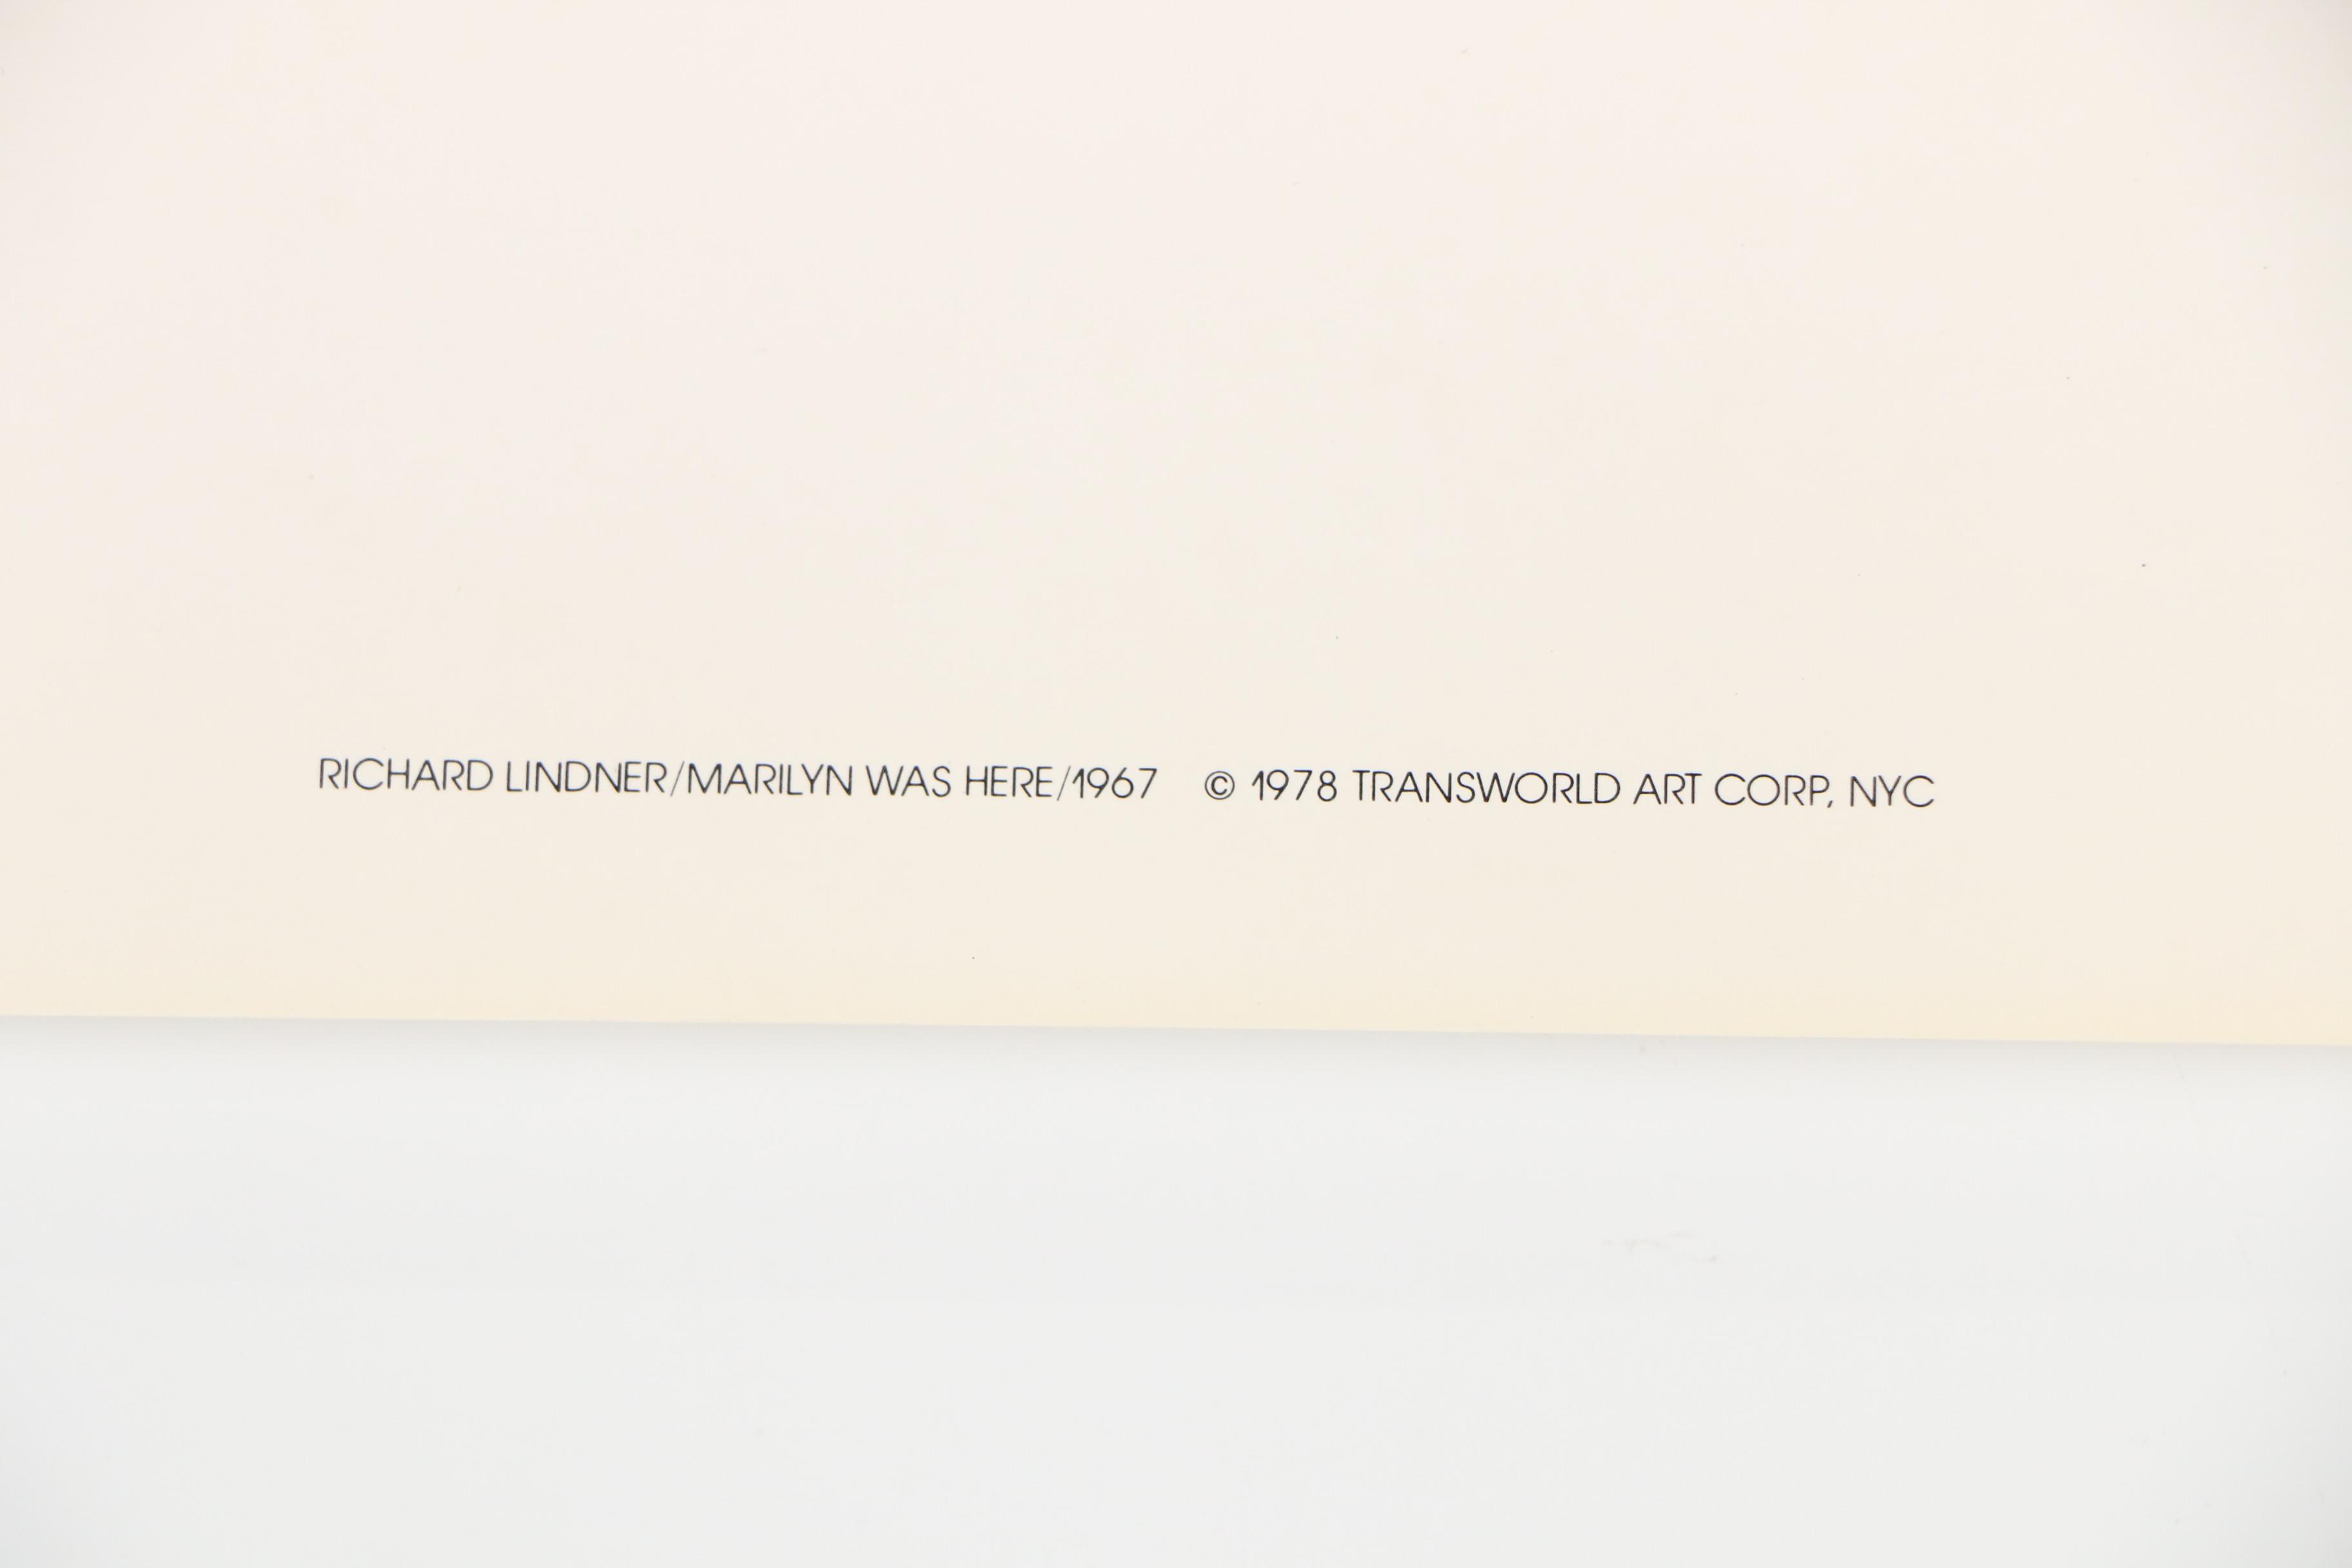 RICHARD LINDNER/MARILYN WAS HERE/1967 © 1978 TRANSWORLD ART CORP, NYC